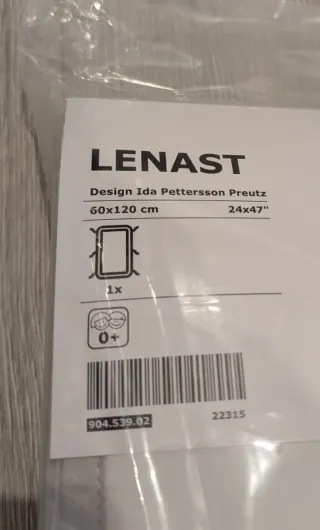 LENAST
Design Ida Pettersson Preutz
60x120 cm 24x47"
1x
0+
904.539.02 22315